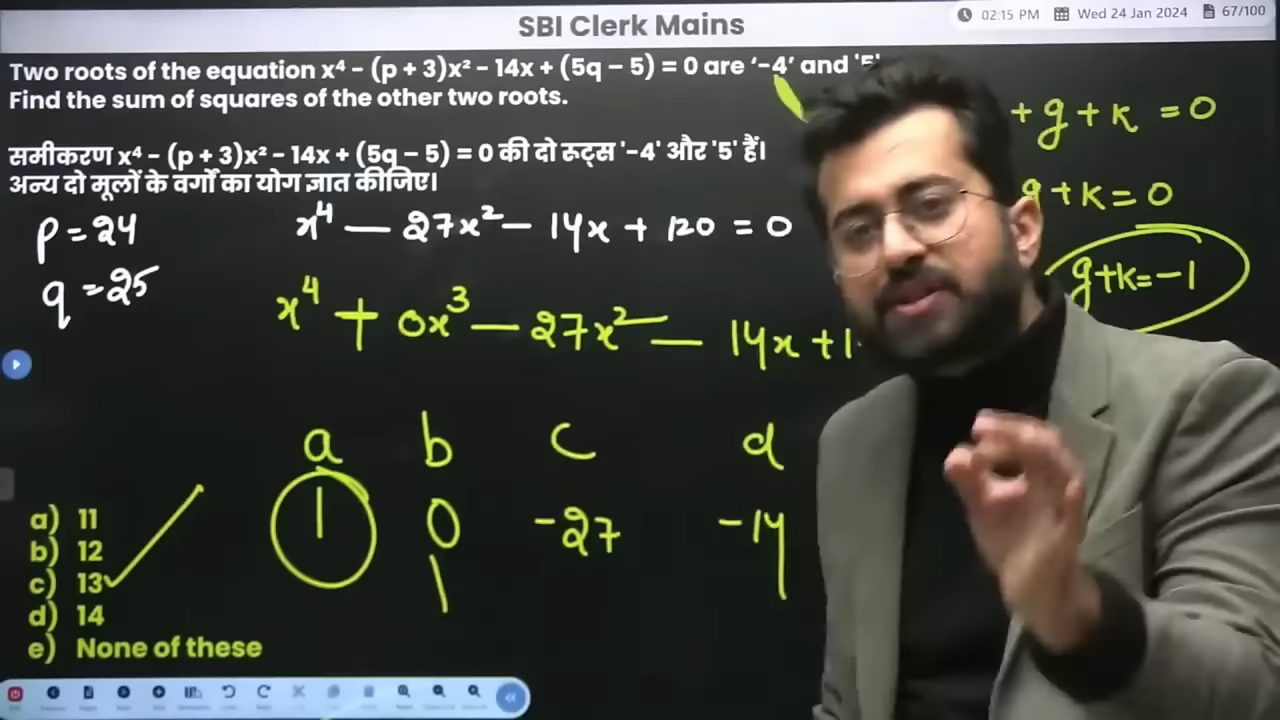 SBI Clerk Mains
02:15 PM Wed 24 Jan 2024 67/100
Two roots of the equation x⁴ - (p + 3)x² - 14x + (5q - 5) = 0 are '-4' and '5'
Find the sum of squares of the other two roots.
समीकरण x⁴ - (p + 3)x² - 14x + (5q - 5) = 0 की दो रूट्स '-4' और '5' हैं।
अन्य दो मूलों के वर्गों का योग ज्ञात कीजिए।
p = 24
q = 25
x⁴ - 27x² - 14x + 120 = 0
x⁴ + 0x³ - 27x² - 14x + 1
+ g + k = 0
g + k = 0
g+k=-1
a b c d
1 0 -27 -14
a) 11
b) 12
c) 13
d) 14
e) None of these